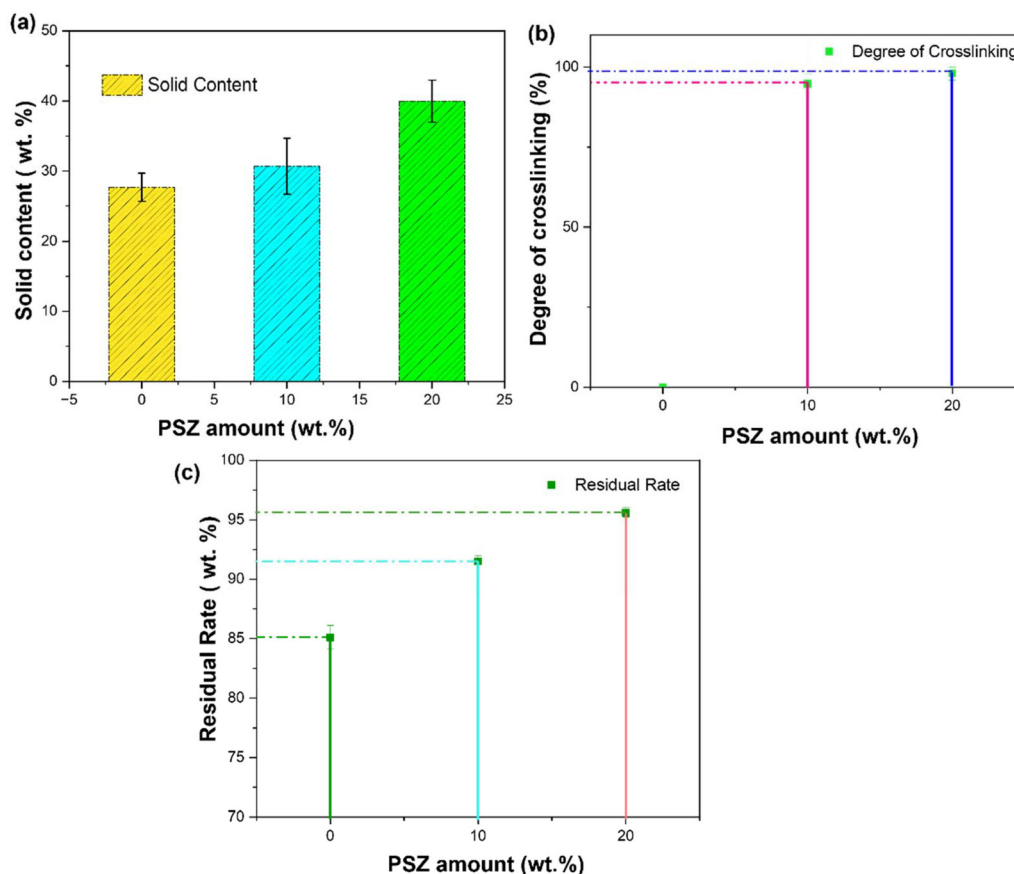 (a)
50
40
30
20
10
0
Solid content ( wt. %)
Solid Content
−5
0
5
10
15
20
25
PSZ amount (wt.%)
(b)
100
50
0
Degree of crosslinking (%)
Degree of Crosslinking
0
10
20
PSZ amount (wt.%)
(c)
100
95
90
85
80
75
70
Residual Rate ( wt. %)
Residual Rate
0
10
20
PSZ amount (wt.%)